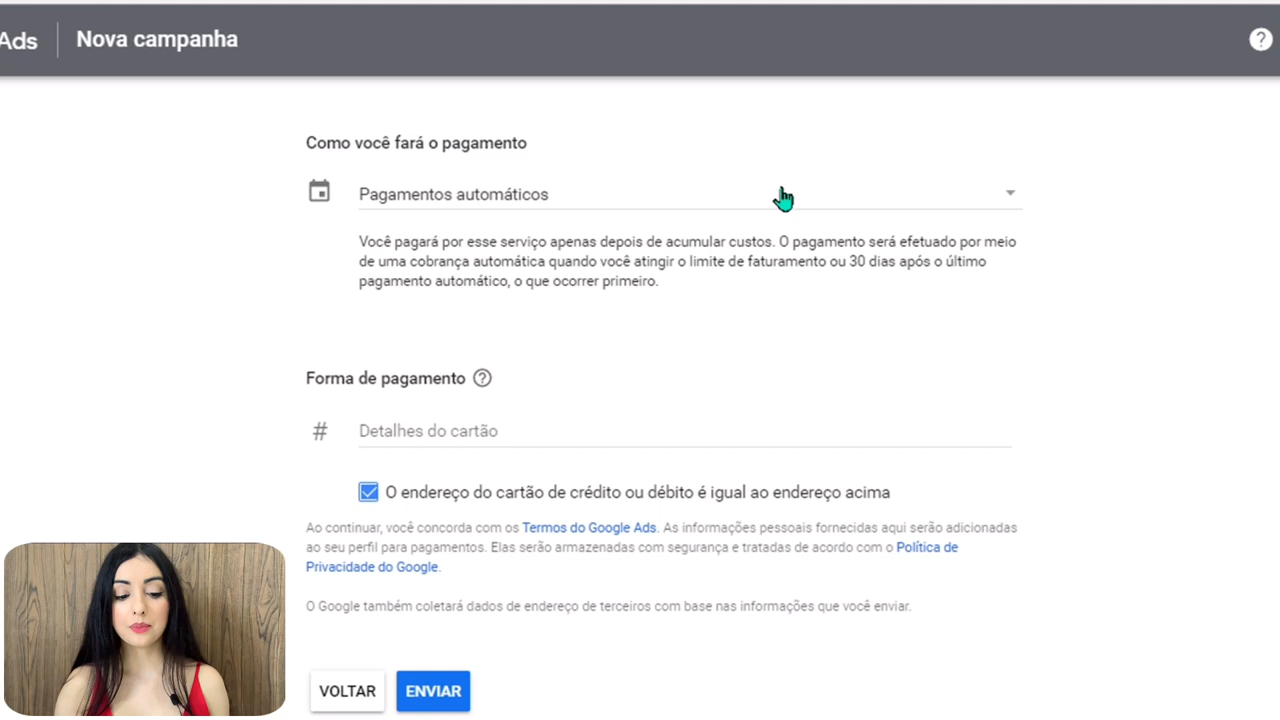 Ads
Nova campanha
?
Como você fará o pagamento
Pagamentos automáticos
Você pagará por esse serviço apenas depois de acumular custos. O pagamento será efetuado por meio
de uma cobrança automática quando você atingir o limite de faturamento ou 30 dias após o último
pagamento automático, o que ocorrer primeiro.
Forma de pagamento ?
# Detalhes do cartão
O endereço do cartão de crédito ou débito é igual ao endereço acima
Ao continuar, você concorda com os Termos do Google Ads. As informações pessoais fornecidas aqui serão adicionadas
ao seu perfil para pagamentos. Elas serão armazenadas com segurança e tratadas de acordo com o Política de
Privacidade do Google.
O Google também coletará dados de endereço de terceiros com base nas informações que você enviar.
VOLTAR
ENVIAR